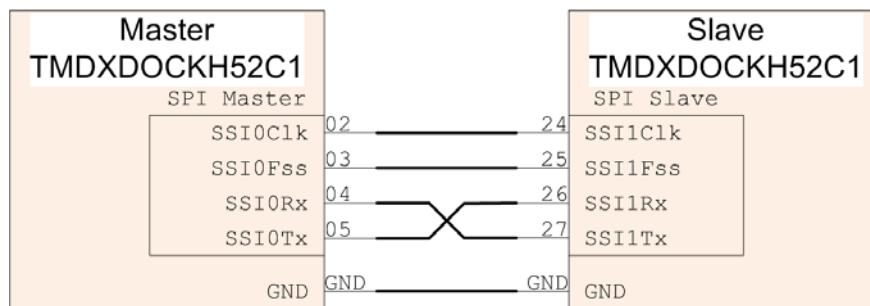 Master
TMDXDOCKH52C1
SPI Master
SSI0Clk 02
SSI0Fss 03
SSI0Rx 04
SSI0Tx 05
GND GND
Slave
TMDXDOCKH52C1
SPI Slave
24 SSI1Clk
25 SSI1Fss
26 SSI1Rx
27 SSI1Tx
GND GND